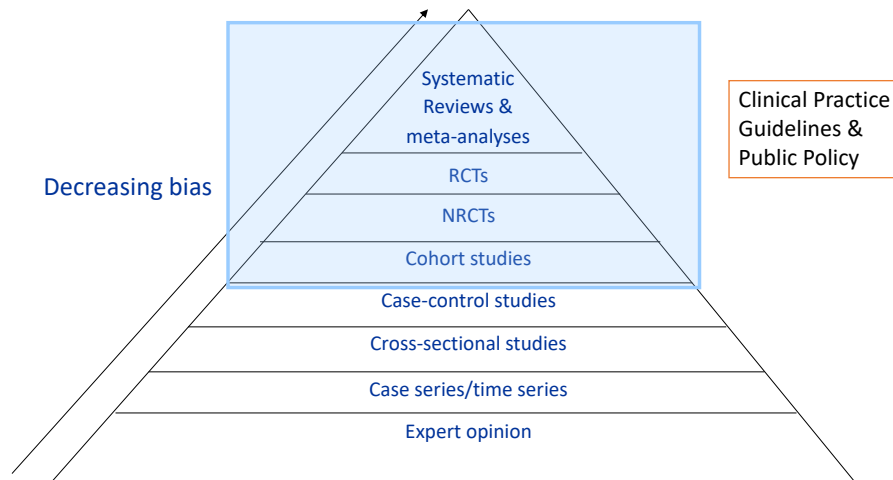 Systematic
Reviews &
meta-analyses
Clinical Practice
Guidelines &
Public Policy
RCTs
Decreasing bias
NRCTs
Cohort studies
Case-control studies
Cross-sectional studies
Case series/time series
Expert opinion